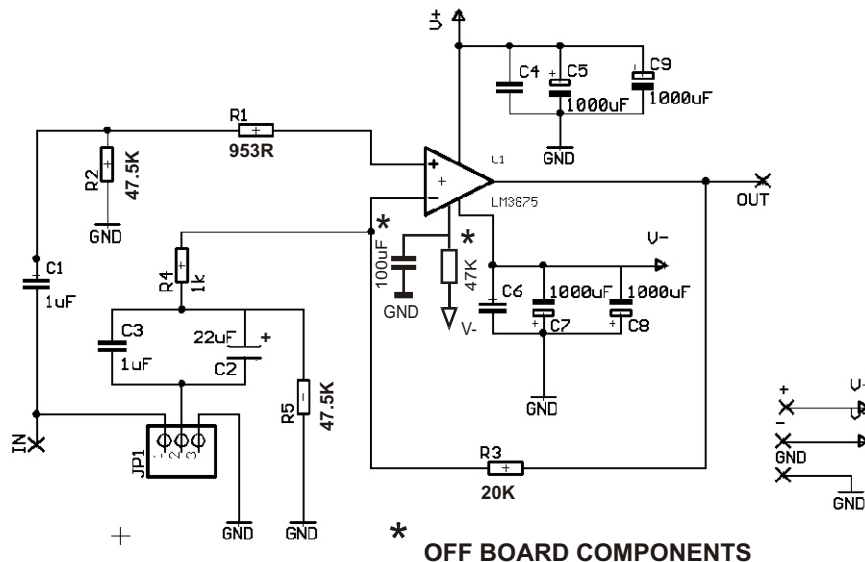 V+
C4
C5
C9
+
+
1000uF
1000uF
GND
R1
953R
R2
47.5K
GND
L1
LM3875
+
+
-
OUT
*
*
100uF
GND
47K
V-
V-
R4
1k
C1
1uF
C3
1uF
22uF
+
C2
C6
1000uF
1000uF
C7
C8
+
+
GND
R5
47.5K
IN
JP1
1
2
3
GND
GND
R3
20K
+
-
GND
V-
GND
* OFF BOARD COMPONENTS